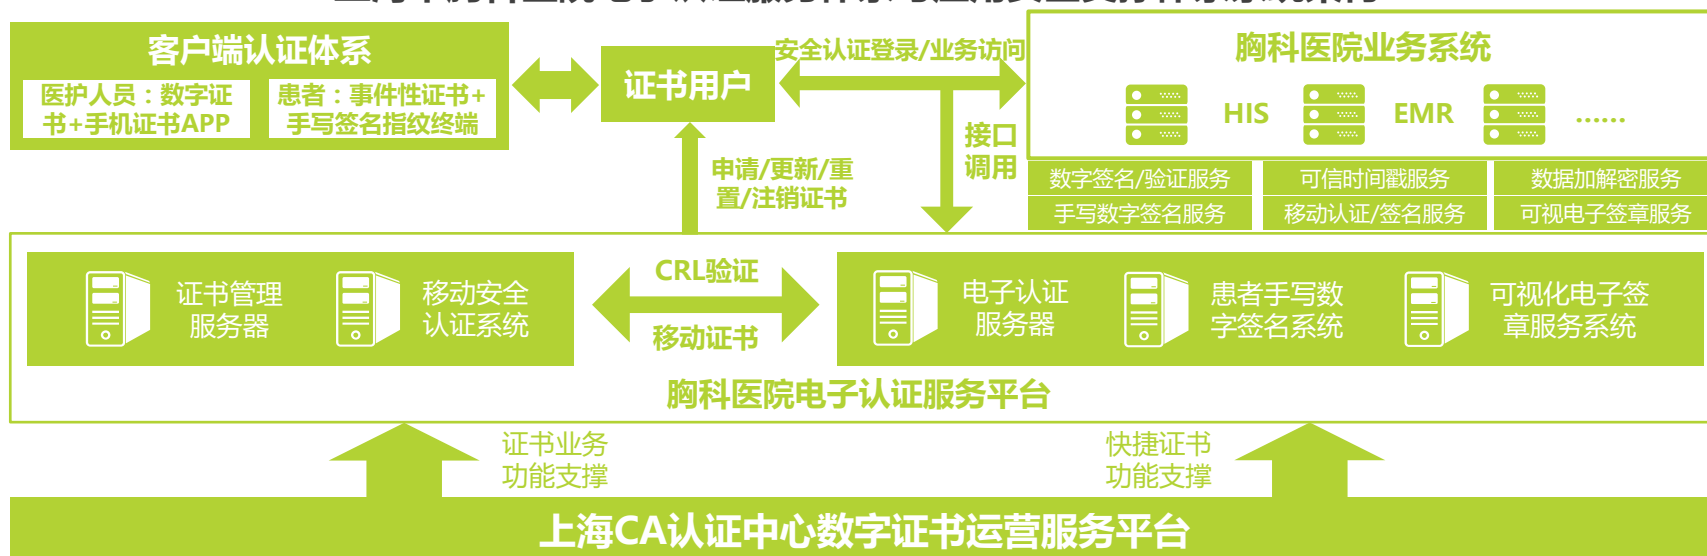 客户端认证体系
医护人员：数字证
书+手机证书APP
患者：事件性证书+
手写签名指纹终端
证书用户
安全认证登录/业务访问
胸科医院业务系统
HIS
EMR
……
接口
调用
申请/更新/重
置/注销证书
数字签名/验证服务
可信时间戳服务
数据加解密服务
手写数字签名服务
移动认证/签名服务
可视电子签章服务
证书管理
服务器
移动安全
认证系统
CRL验证
移动证书
电子认证
服务器
患者手写数
字签名系统
可视化电子签
章服务系统
胸科医院电子认证服务平台
证书业务
功能支撑
快捷证书
功能支撑
上海CA认证中心数字证书运营服务平台